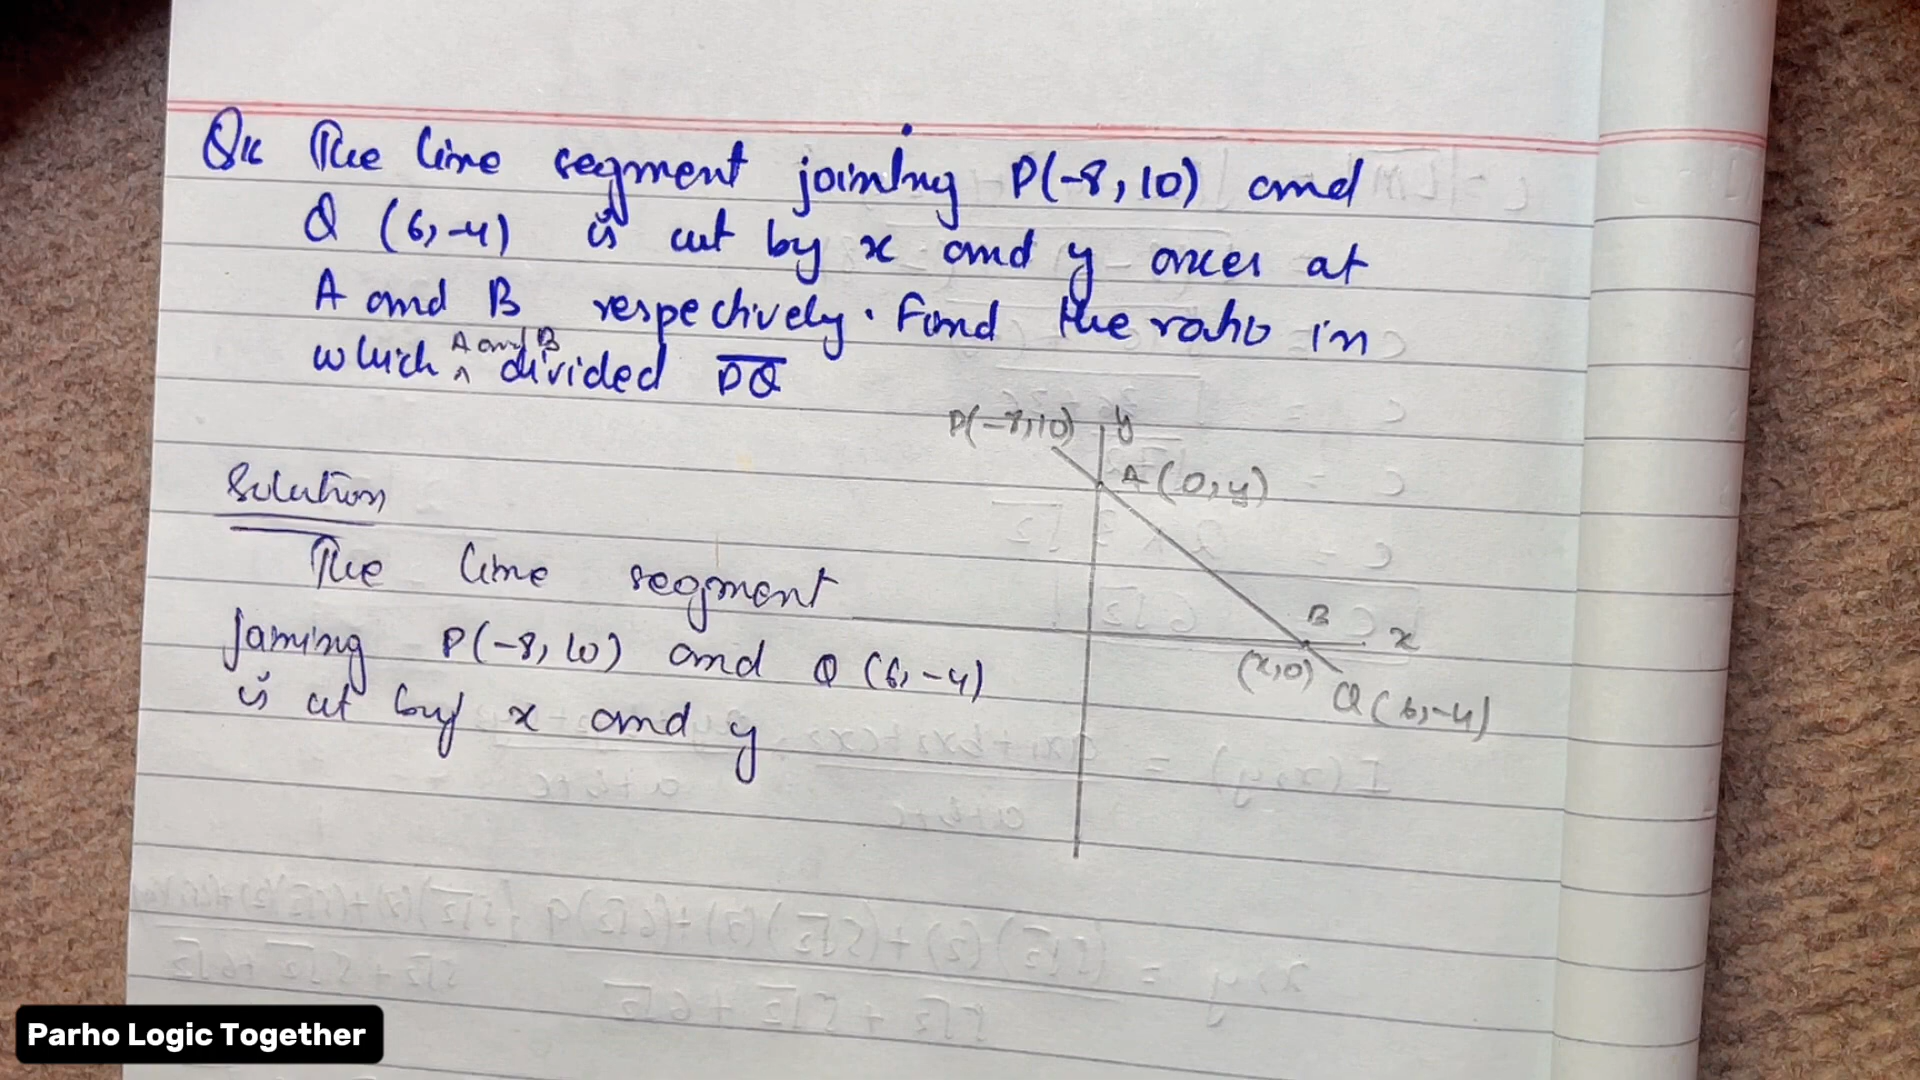 Q:- The line segment joining P(-8, 10) and
Q (6, -4) is cut by x and y axes at
A and B respectively. Find the ratio in
which A and B divided PQ
P(-8, 10) y
A (0, y)
Solution
The line segment
B x
Joining P(-8, 10) and Q (6, -4)
(x, 0) Q (6, -4)
is cut by x and y
Parho Logic Together